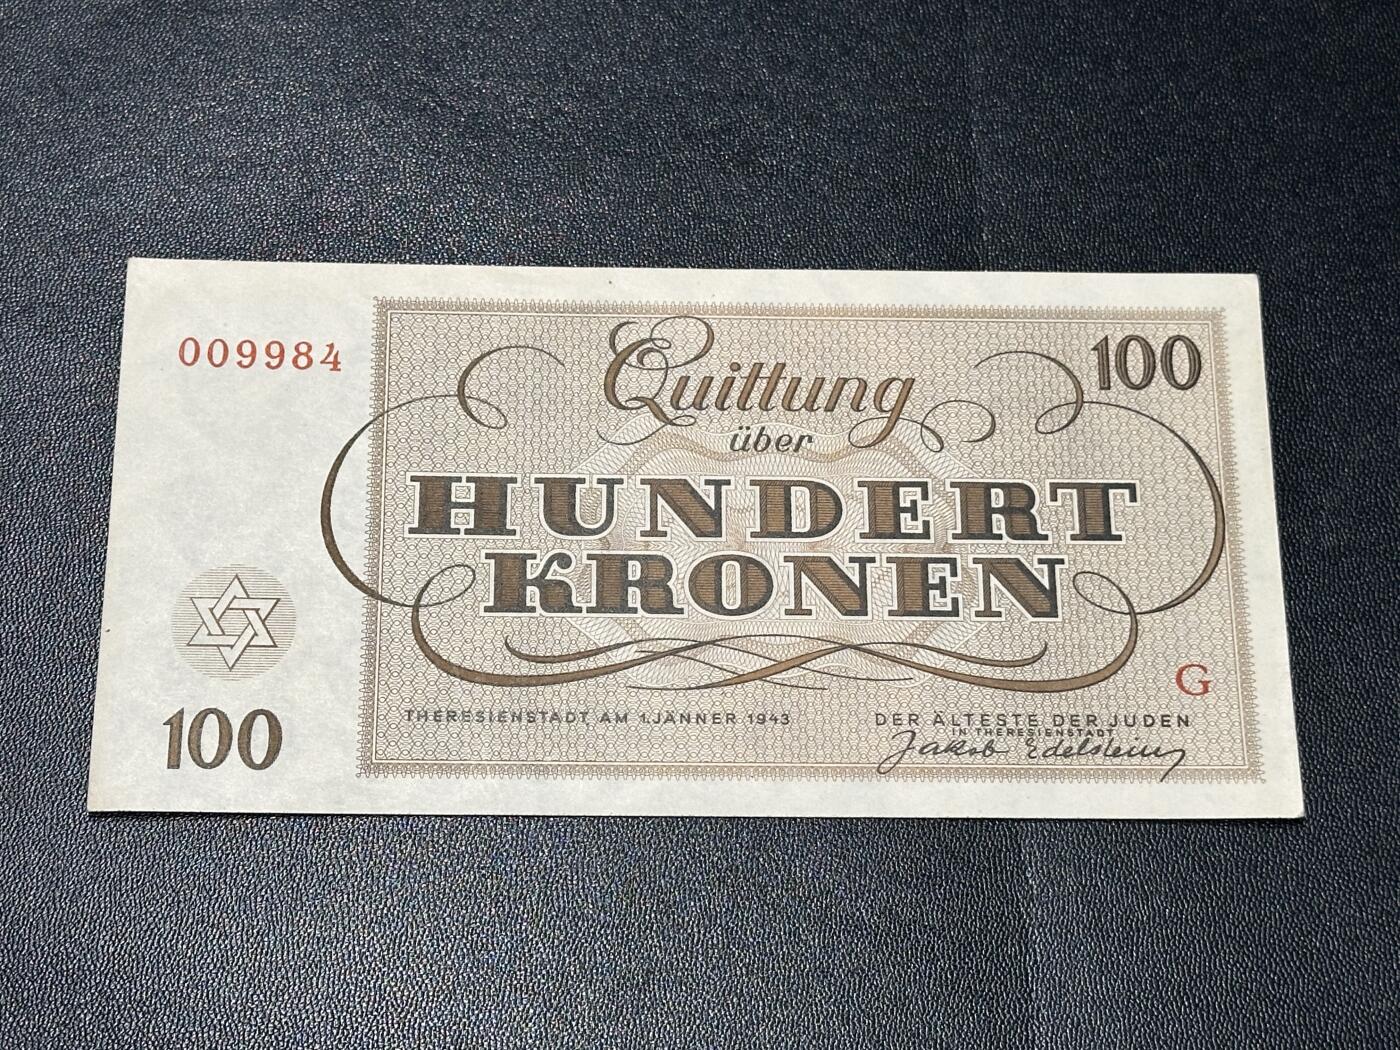 009984
100
Quittung
über
HUNDERT
KRONEN
G
THERESIENSTADT AM 1.JÄNNER 1943
DER ÄLTESTE DER JUDEN
IN THERESIENSTADT
Jakob Edelstein
100